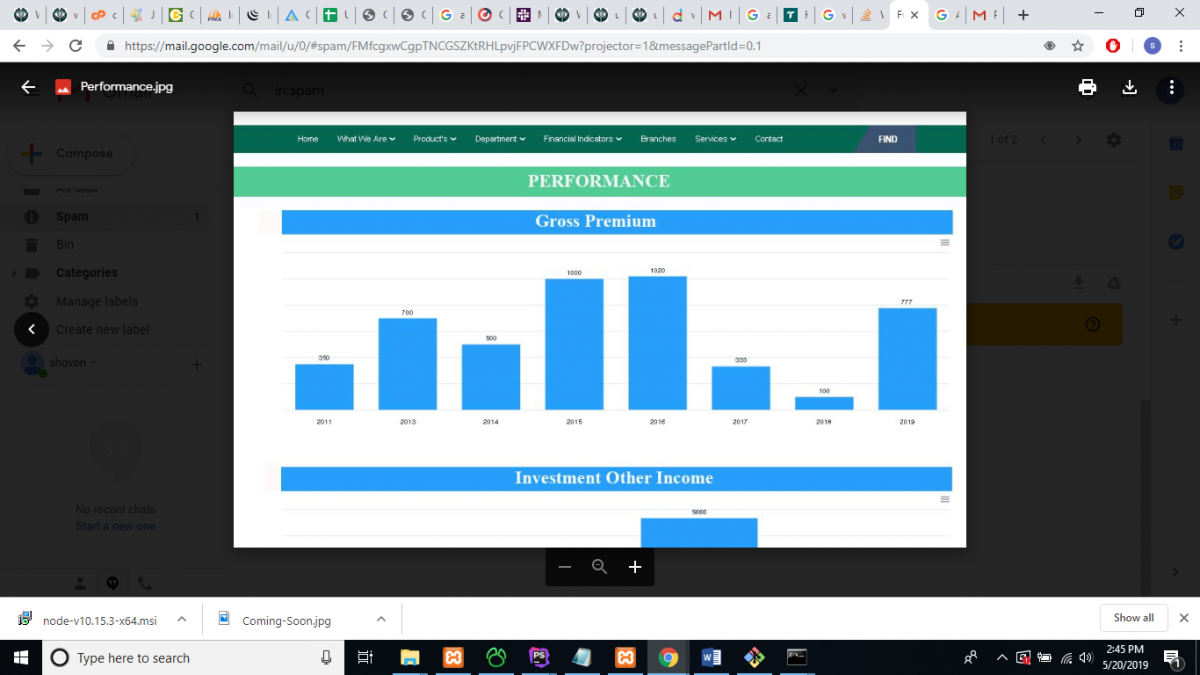 https://mail.google.com/mail/u/0/#spam/FMfcgxwCgpTNCGSZKtRHLpvjFPCWXFDw?projector=1&messagePartId=0.1
Performance.jpg
in:spam
Compose
1 of 2
All Mail
Spam 1
Bin
Categories
Manage labels
Create new label
shovon
No recent chats
Start a new one
Home What We Are Product's Department Financial Indicators Branches Services Contact FIND
PERFORMANCE
Gross Premium
350 700 500 1000 1020 333 100 777
2011 2013 2014 2015 2016 2017 2018 2019
Investment Other Income
node-v10.15.3-x64.msi
Coming-Soon.jpg
Show all
Type here to search
2:45 PM
5/20/2019